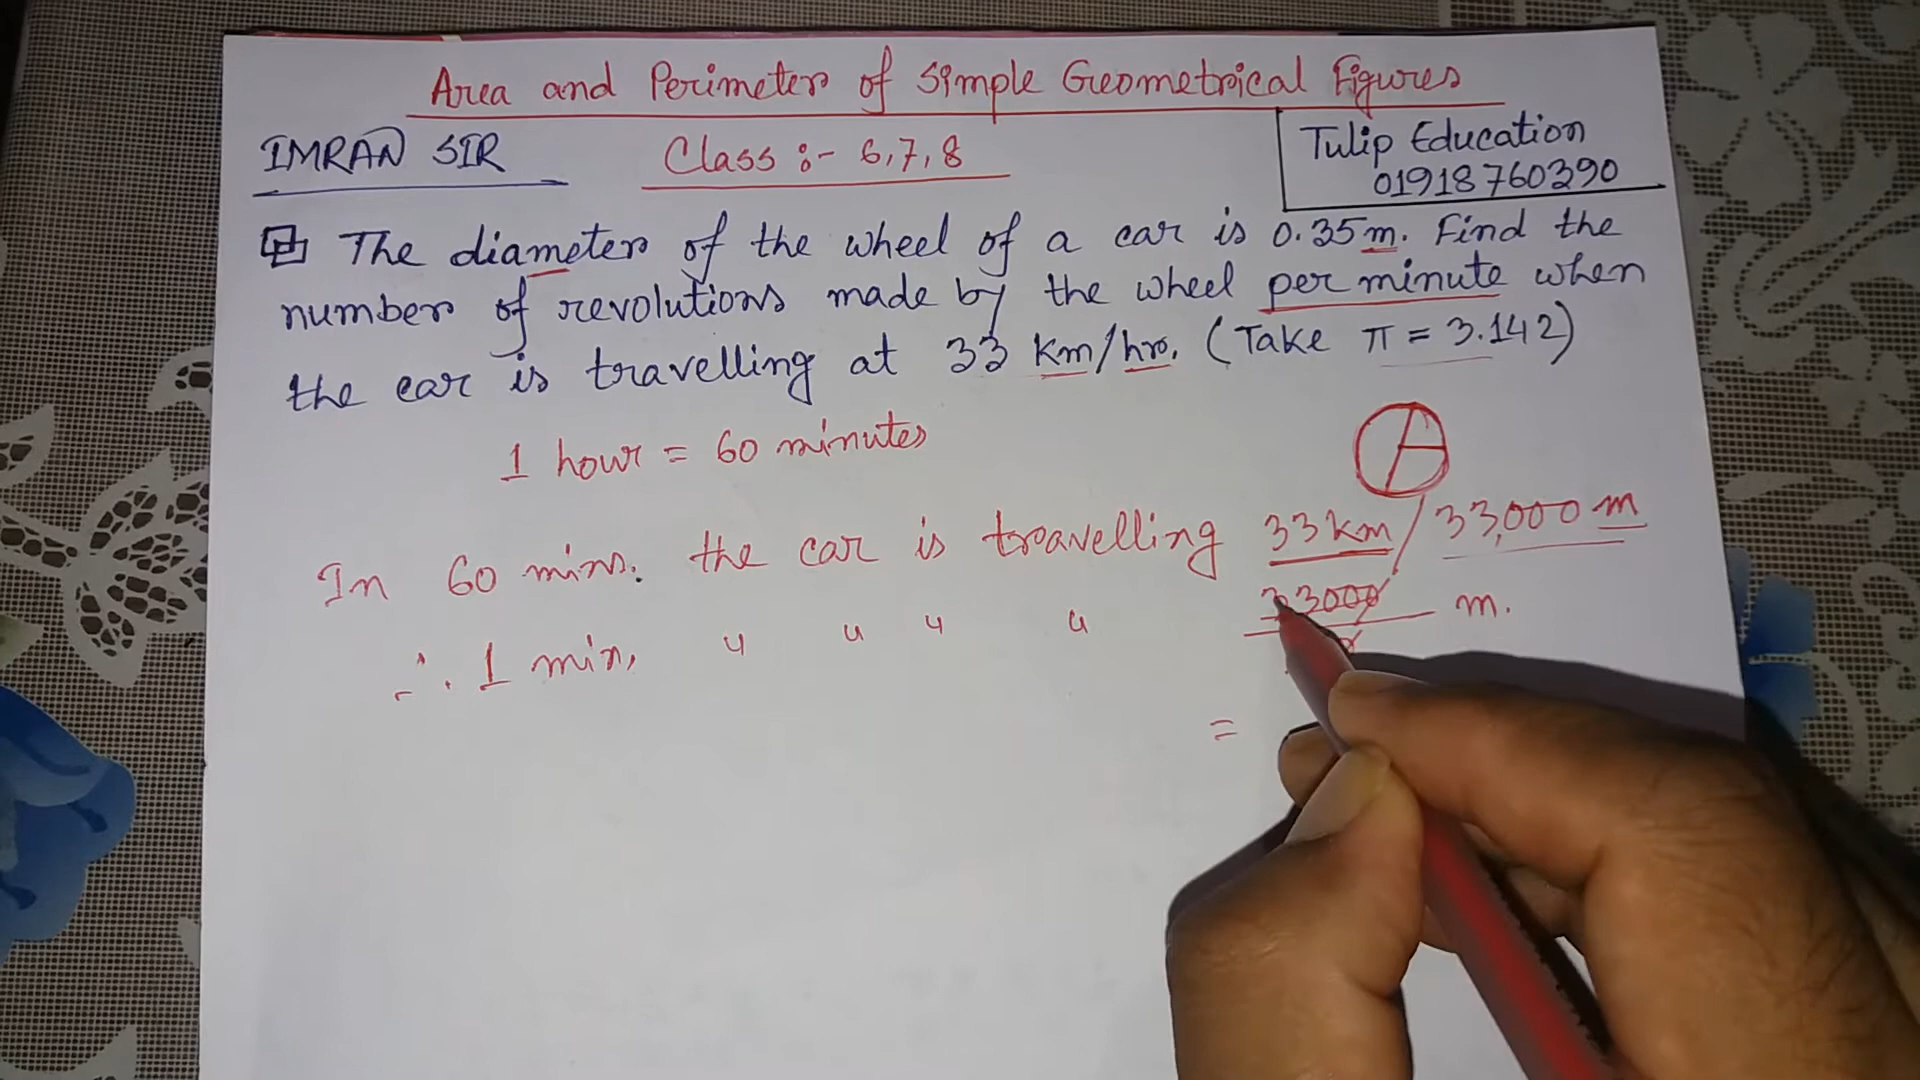 Area and Perimeter of Simple Geometrical Figures
IMRAN SIR
Class :- 6,7,8
Tulip Education
01918760390
The diameter of the wheel of a car is 0.35m. Find the
number of revolutions made by the wheel per minute when
the car is travelling at 33 km/hr. (Take π = 3.142)
1 hour = 60 minutes
In 60 mins. the car is travelling 33 km / 33,000 m
∴ 1 min, " " " " 33000 m.
=